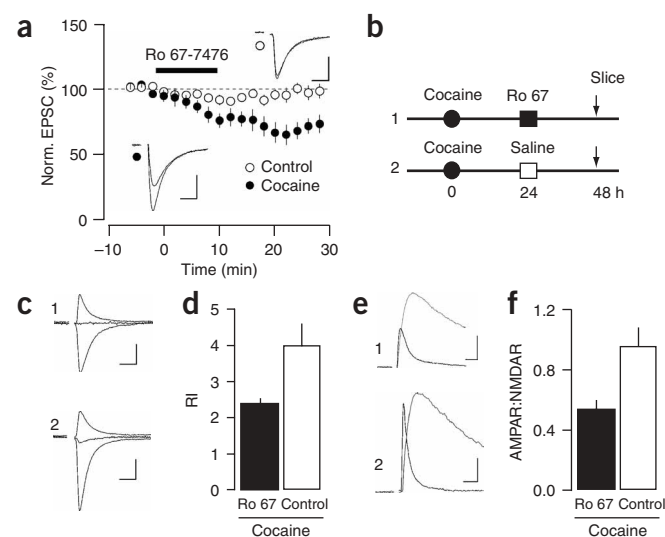 a
150
100
50
0
Norm. EPSC (%)
Ro 67-7476
Control
Cocaine
−10 0 10 20 30
Time (min)
b
Slice
Cocaine Ro 67
1
Cocaine Saline
2
0 24 48 h
c
1
2
d
5
4
3
2
1
0
RI
Ro 67 Control
Cocaine
e
1
2
f
1.2
0.8
0.4
0.0
AMPAR:NMDAR
Ro 67 Control
Cocaine